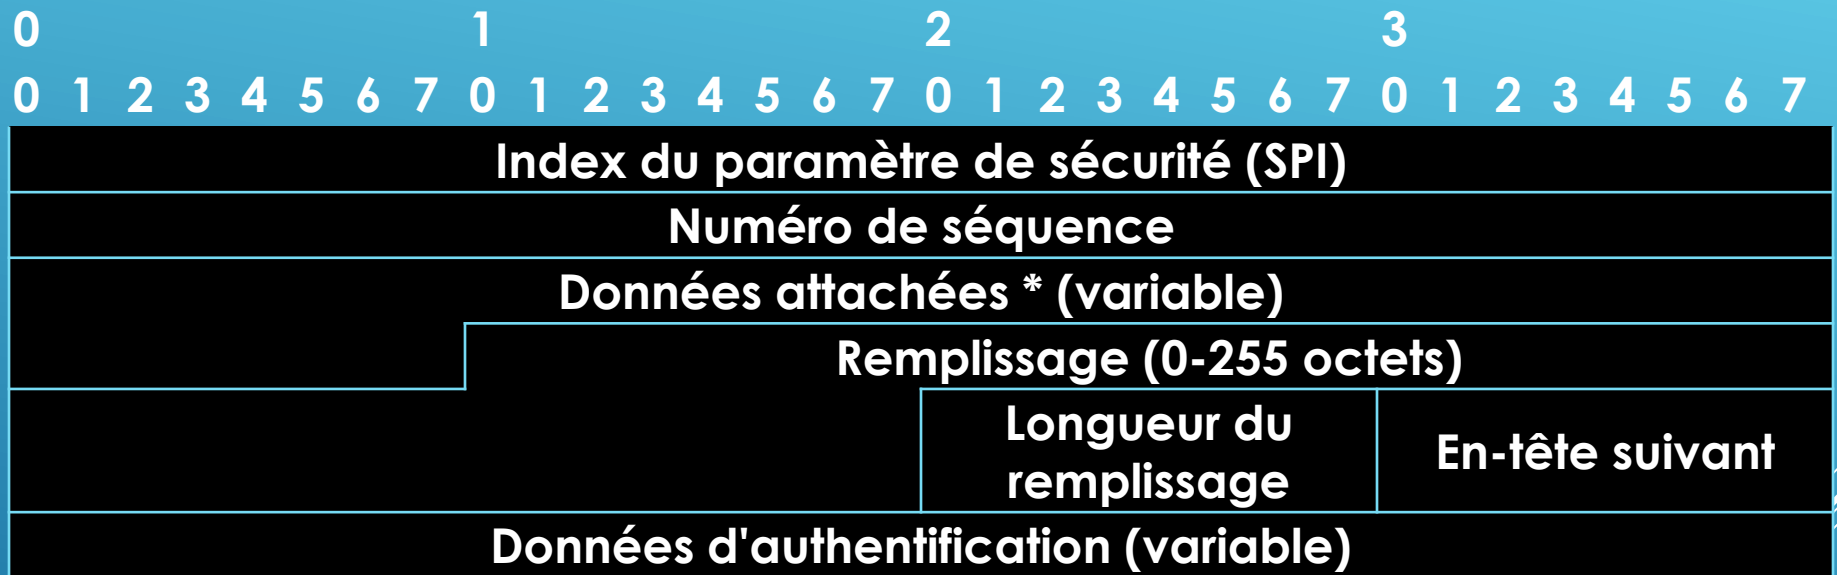 0 1 2 3
0 1 2 3 4 5 6 7 0 1 2 3 4 5 6 7 0 1 2 3 4 5 6 7 0 1 2 3 4 5 6 7
Index du paramètre de sécurité (SPI)
Numéro de séquence
Données attachées * (variable)
Remplissage (0-255 octets)
Longueur du
remplissage
En-tête suivant
Données d'authentification (variable)